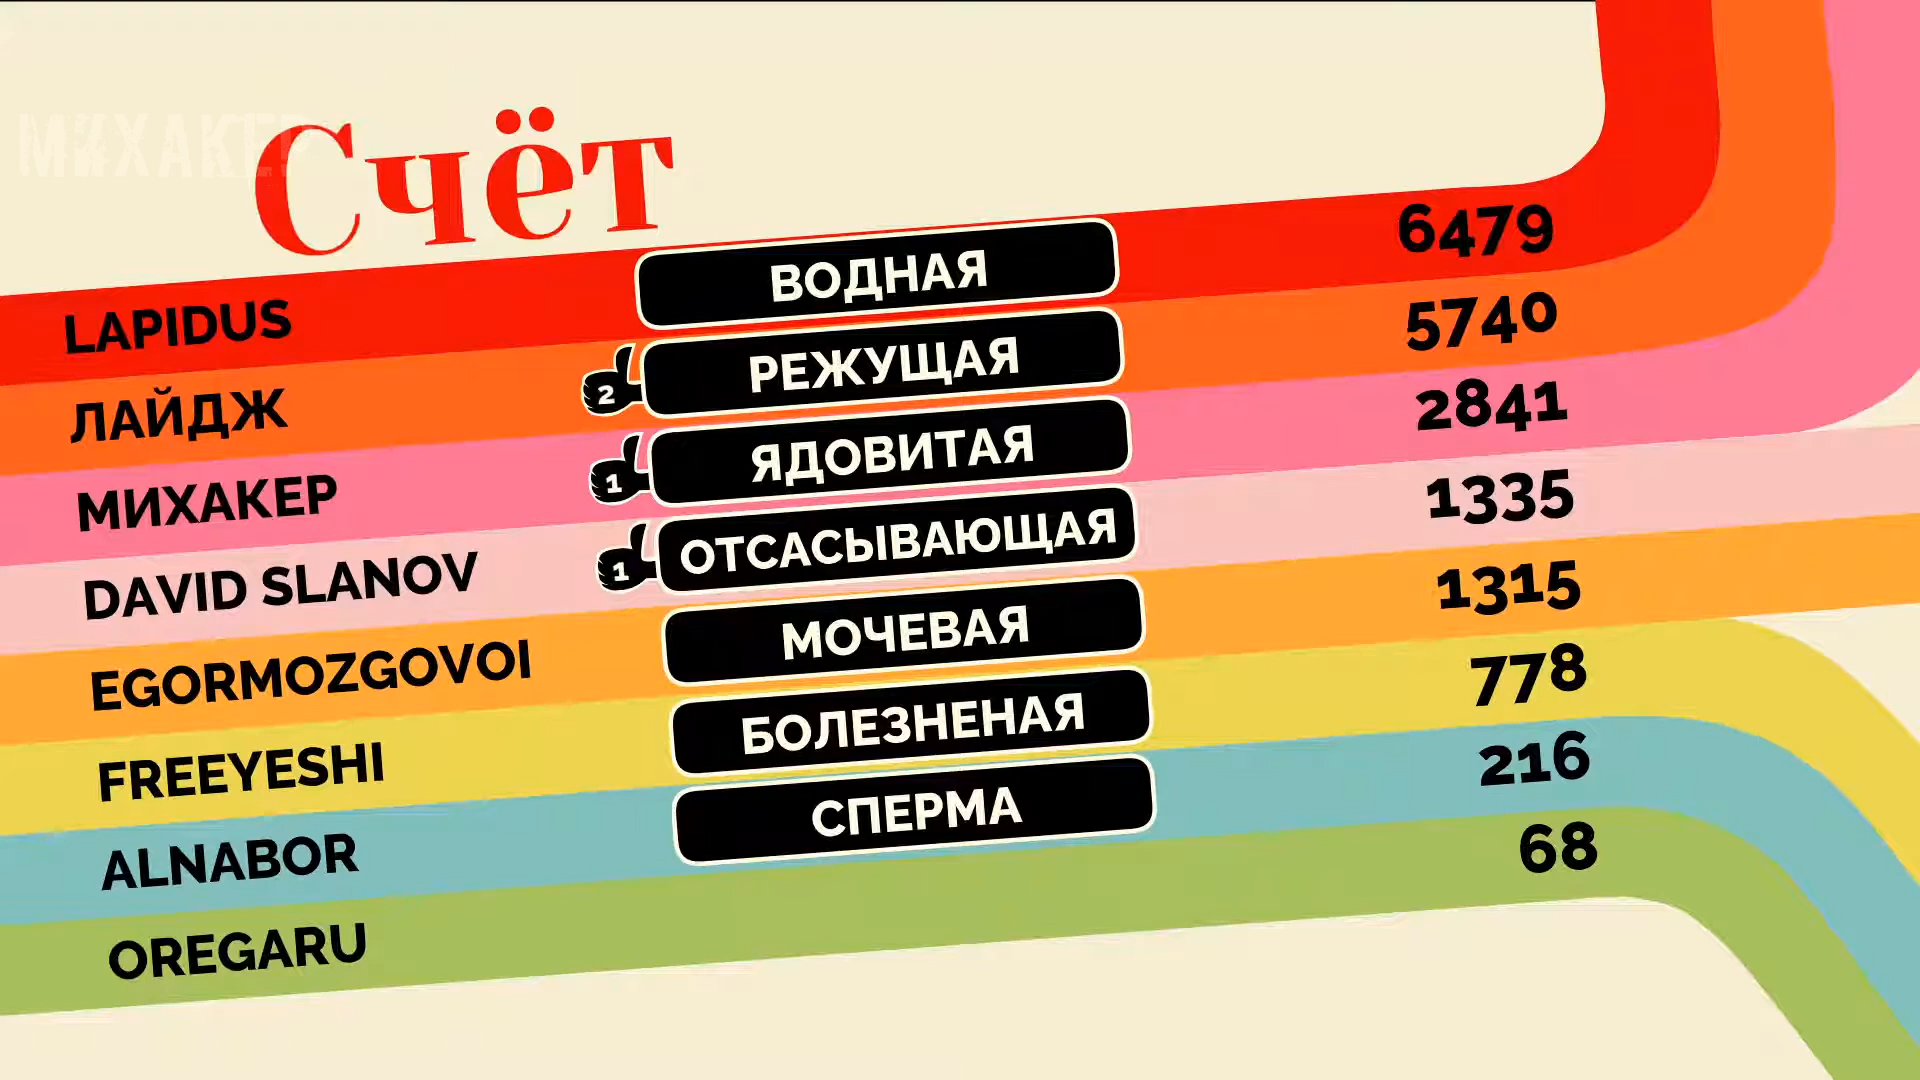 МИХАКЕР
Счёт
LAPIDUS ВОДНАЯ 6479
ЛАЙДЖ 2 РЕЖУЩАЯ 5740
МИХАКЕР 1 ЯДОВИТАЯ 2841
DAVID SLANOV 1 ОТСАСЫВАЮЩАЯ 1335
EGORMOZGOVOI МОЧЕВАЯ 1315
FREEYESHI БОЛЕЗНЕНАЯ 778
ALNABOR СПЕРМА 216
OREGARU 68